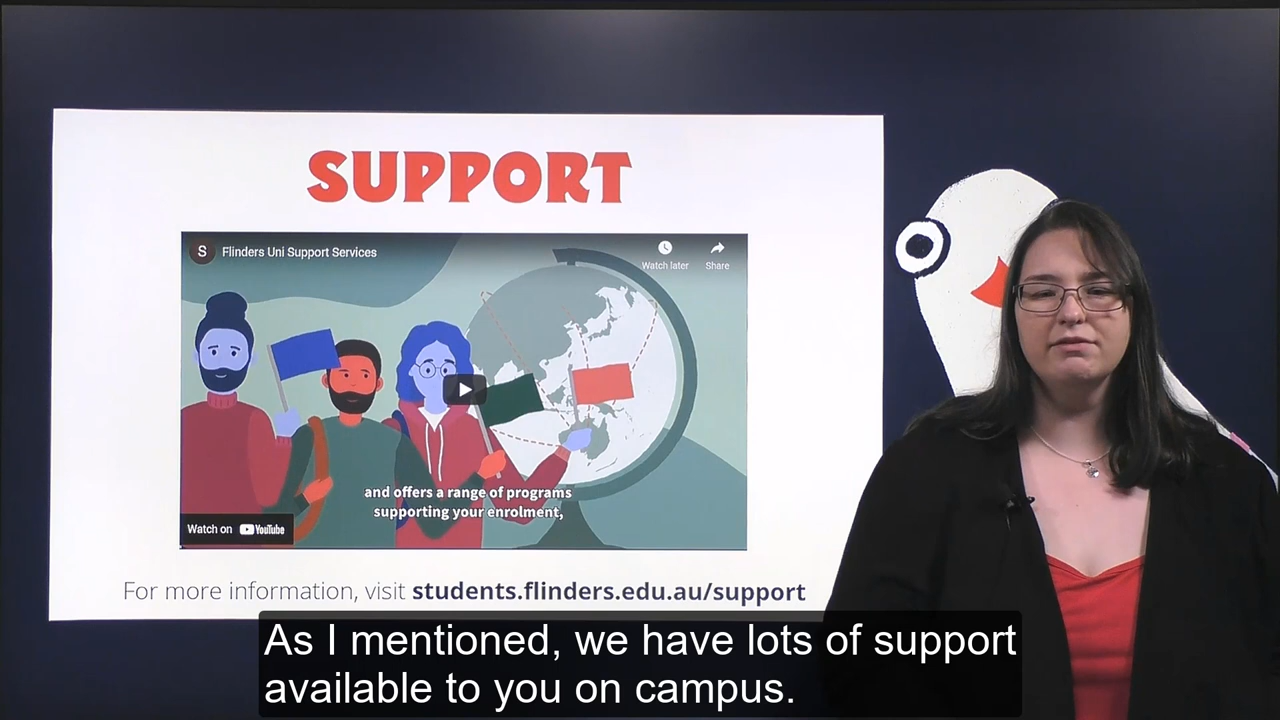 SUPPORT
S Flinders Uni Support Services
Watch later
Share
and offers a range of programs
supporting your enrolment,
Watch on YouTube
For more information, visit students.flinders.edu.au/support
As I mentioned, we have lots of support
available to you on campus.